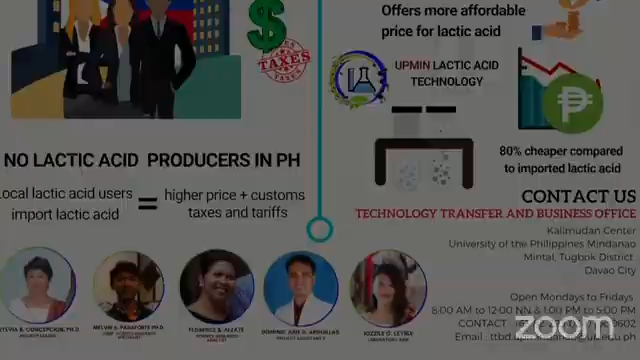 TAXES
NO LACTIC ACID PRODUCERS IN PH
ocal lactic acid users
import lactic acid
=
higher price + customs
taxes and tariffs
Offers more affordable
price for lactic acid
UPMIN LACTIC ACID
TECHNOLOGY
80% cheaper compared
to imported lactic acid
CONTACT US
TECHNOLOGY TRANSFER AND BUSINESS OFFICE
Kalimudan Center
University of the Philippines Mindanao
Mintal, Tugbok District
Davao City
Open Mondays to Fridays
8:00 AM to 12:00 NN & 1:00 PM to 5:00 PM
CONTACT
Email :
zoom